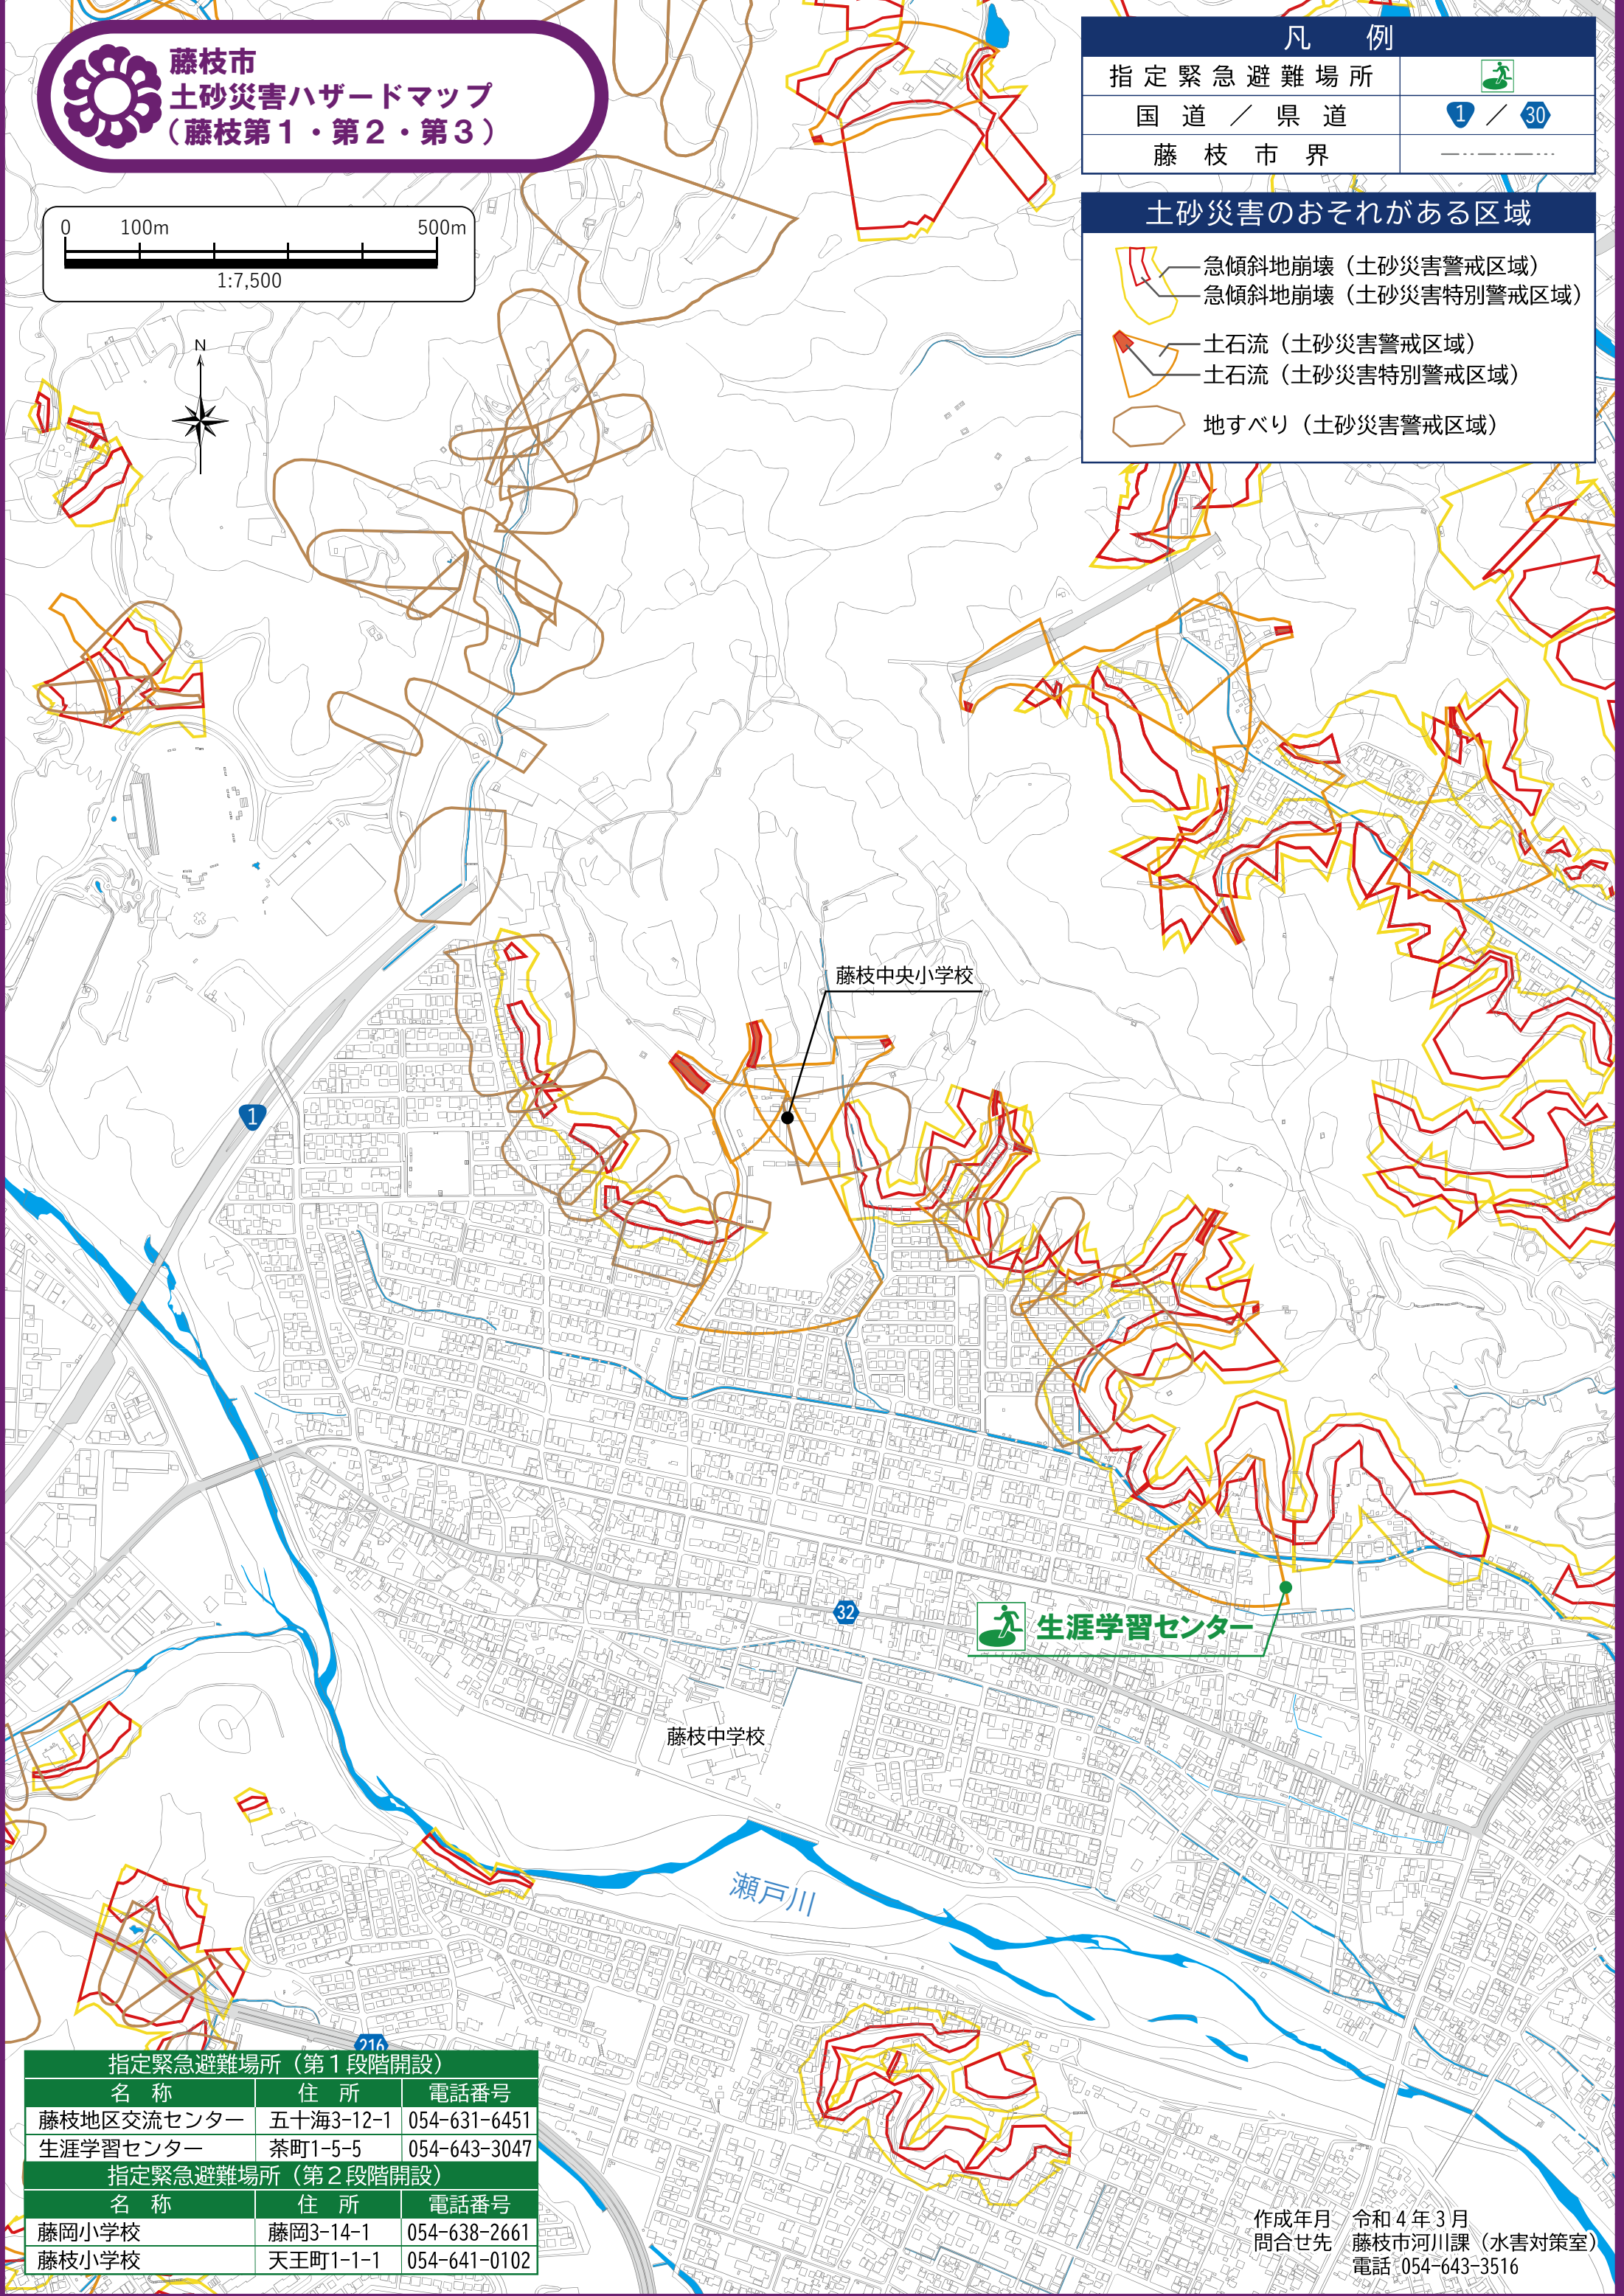 藤枝市
土砂災害ハザードマップ
（藤枝第１・第２・第３）
0 100m 500m
1:7,500
N
凡 例
指定緊急避難場所
国道／県道 1 ／ 30
藤枝市界
土砂災害のおそれがある区域
急傾斜地崩壊（土砂災害警戒区域）
急傾斜地崩壊（土砂災害特別警戒区域）
土石流（土砂災害警戒区域）
土石流（土砂災害特別警戒区域）
地すべり（土砂災害警戒区域）
藤枝中央小学校
1
32
生涯学習センター
藤枝中学校
瀬戸川
216
指定緊急避難場所（第１段階開設）
名 称 住 所 電話番号
藤枝地区交流センター 五十海3-12-1 054-631-6451
生涯学習センター 茶町1-5-5 054-643-3047
指定緊急避難場所（第２段階開設）
名 称 住 所 電話番号
藤岡小学校 藤岡3-14-1 054-638-2661
藤枝小学校 天王町1-1-1 054-641-0102
作成年月 令和４年３月
問合せ先 藤枝市河川課（水害対策室）
電話 054-643-3516